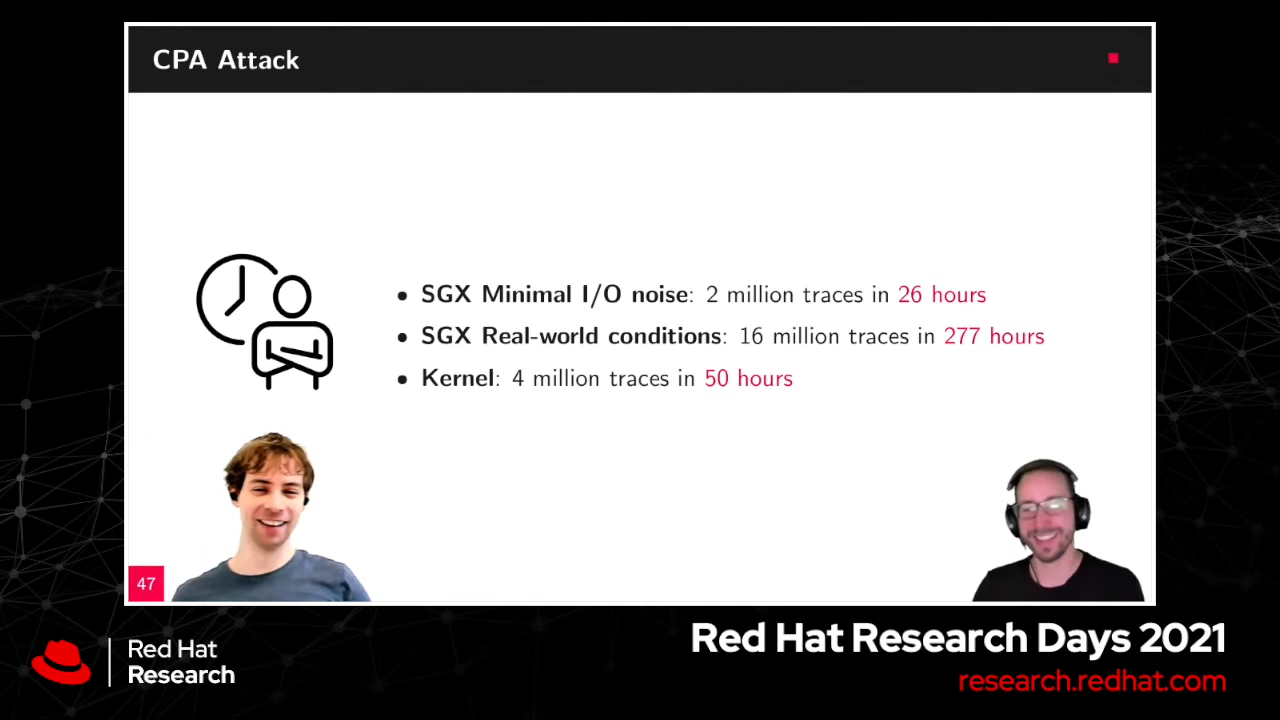 CPA Attack
• SGX Minimal I/O noise: 2 million traces in 26 hours
• SGX Real-world conditions: 16 million traces in 277 hours
• Kernel: 4 million traces in 50 hours
47
Red Hat
Research
Red Hat Research Days 2021
research.redhat.com